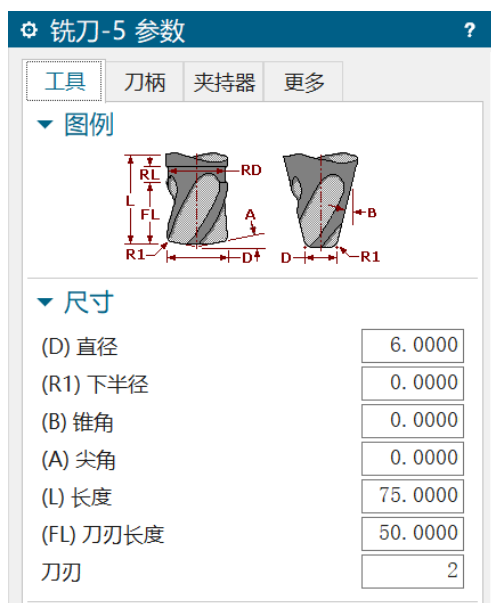 铣刀-5 参数 ?
工具 刀柄 夹持器 更多
图例
RL RD
L FL A B
R1 D D R1
尺寸
(D) 直径 6.0000
(R1) 下半径 0.0000
(B) 锥角 0.0000
(A) 尖角 0.0000
(L) 长度 75.0000
(FL) 刀刃长度 50.0000
刀刃 2